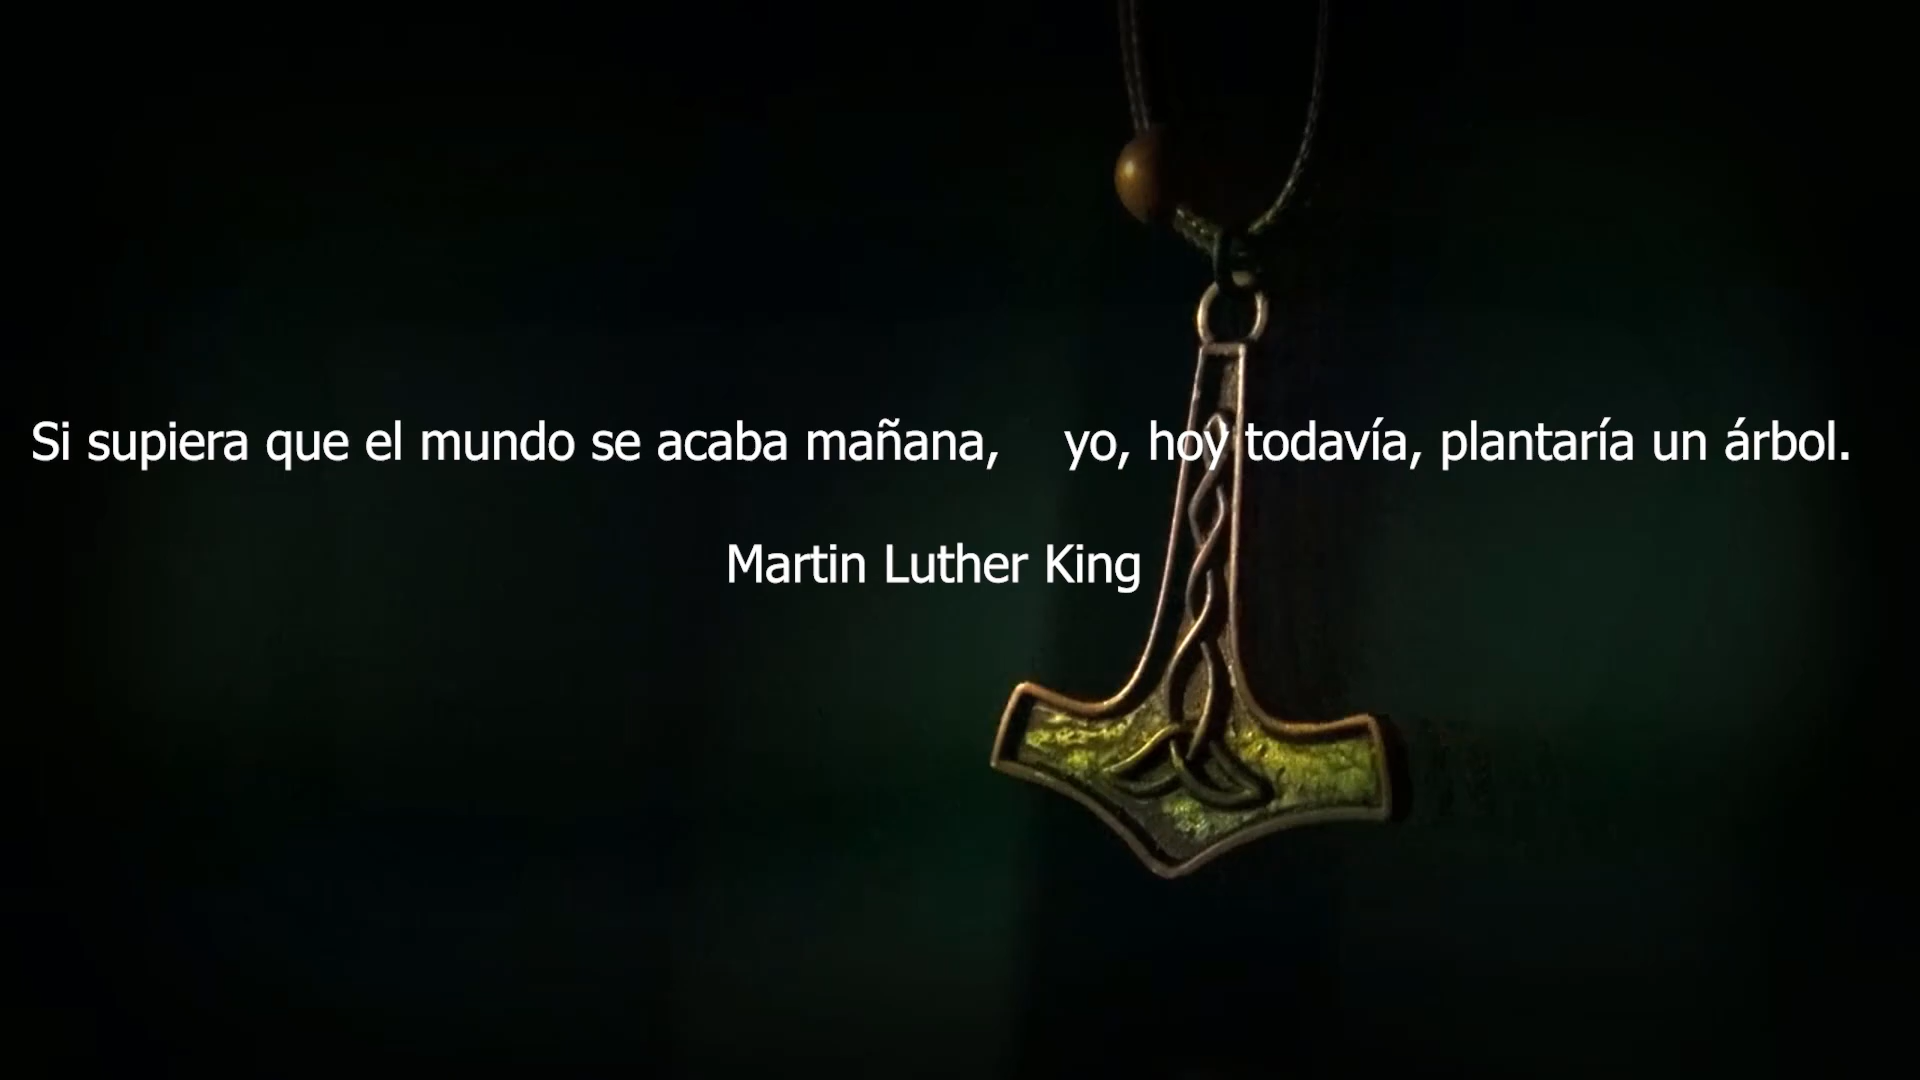 Si supiera que el mundo se acaba mañana, yo, hoy todavía, plantaría un árbol.
Martin Luther King